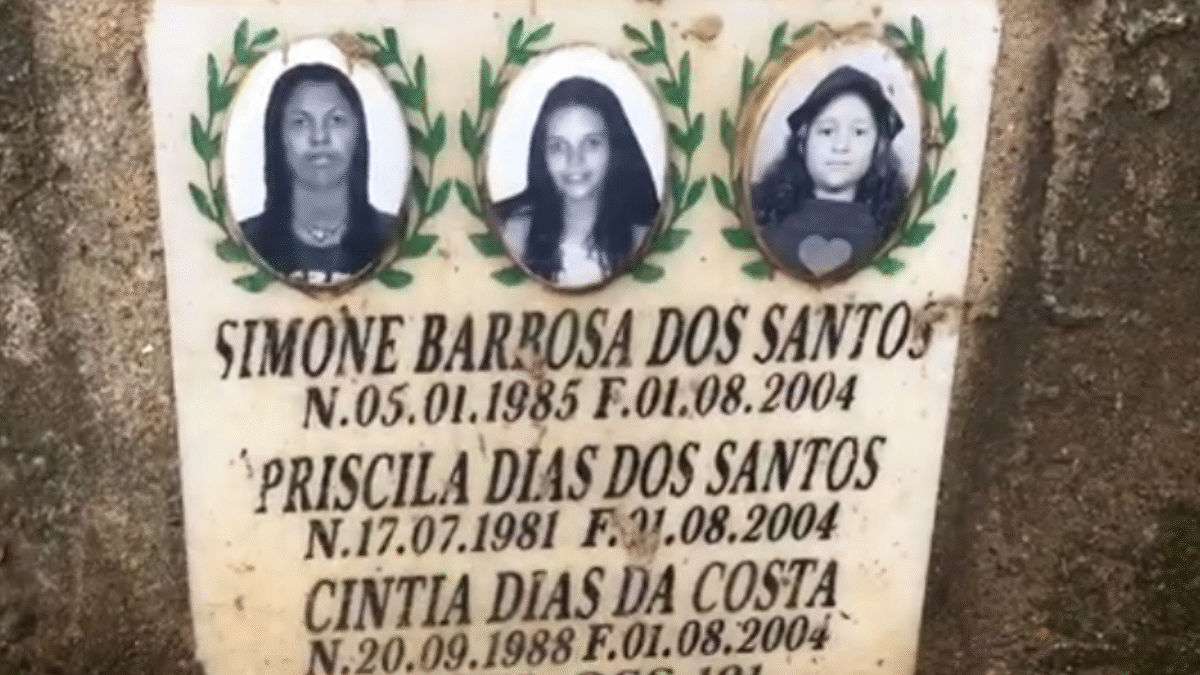 SIMONE BARBOSA DOS SANTOS
N.05.01.1985 F.01.08.2004
PRISCILA DIAS DOS SANTOS
N.17.07.1981 F.01.08.2004
CINTIA DIAS DA COSTA
N.20.09.1988 F.01.08.2004